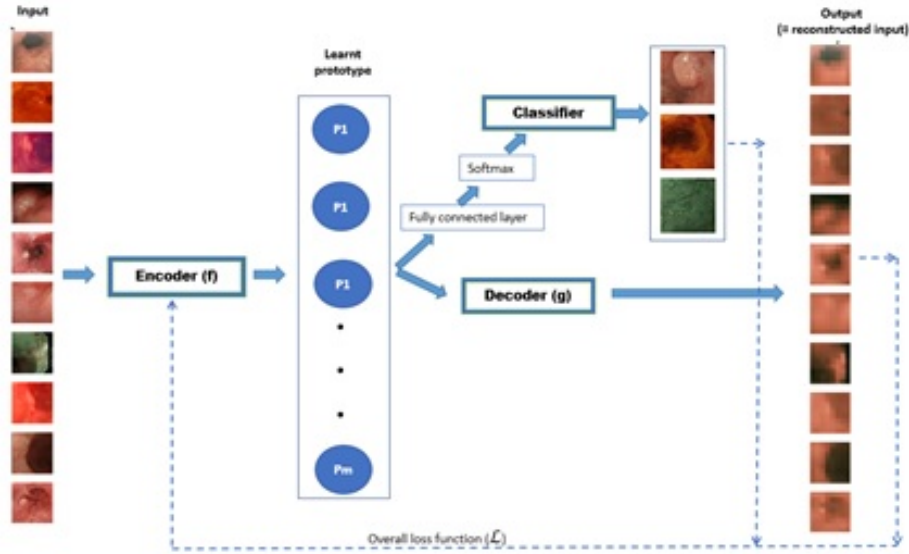 Input
Output
(= reconstructed input)
Learnt
prototype
P1
Classifier
Softmax
P1
Fully connected layer
Encoder (f)
P1
Decoder (g)
Pm
Overall loss function (ℒ)